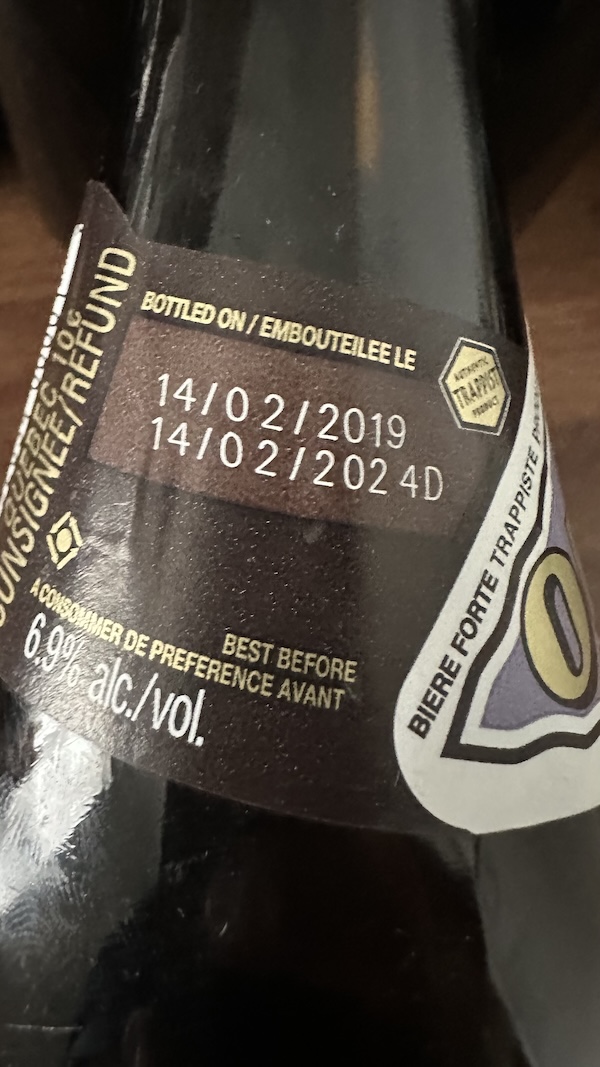 BOTTLED ON / EMBOUTEILEE LE
14/02/2019
14/02/2024D
BEST BEFORE
A CONSOMMER DE PREFERENCE AVANT
6.9% alc./vol.
QUEBEC 10¢
CONSIGNÉE/REFUND
AUTHENTIC
TRAPPIST
PRODUCT
BIERE FORTE TRAPPISTE
O